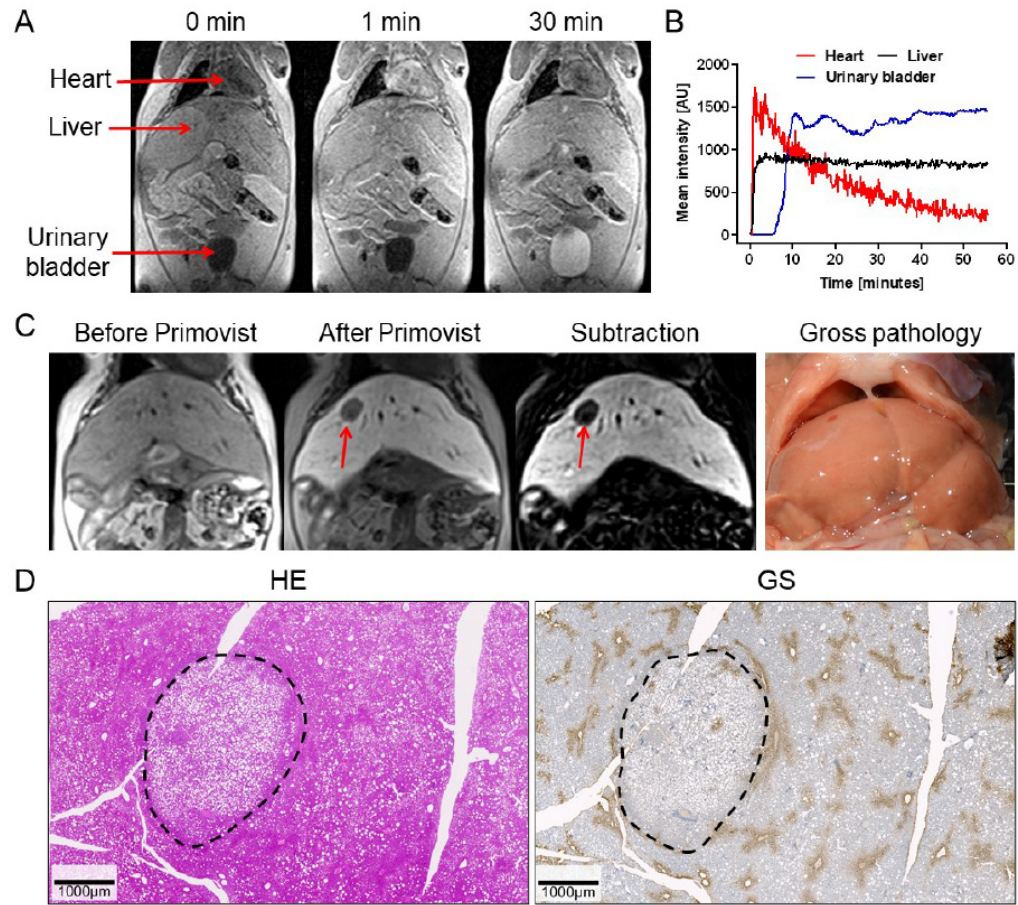 A
0 min 1 min 30 min
Heart
Liver
Urinary
bladder
B
Heart Liver
Urinary bladder
Mean intensity [AU]
2000
1500
1000
500
0
0 10 20 30 40 50 60
Time [minutes]
C
Before Primovist After Primovist Subtraction Gross pathology
D
HE GS
1000µm
1000µm